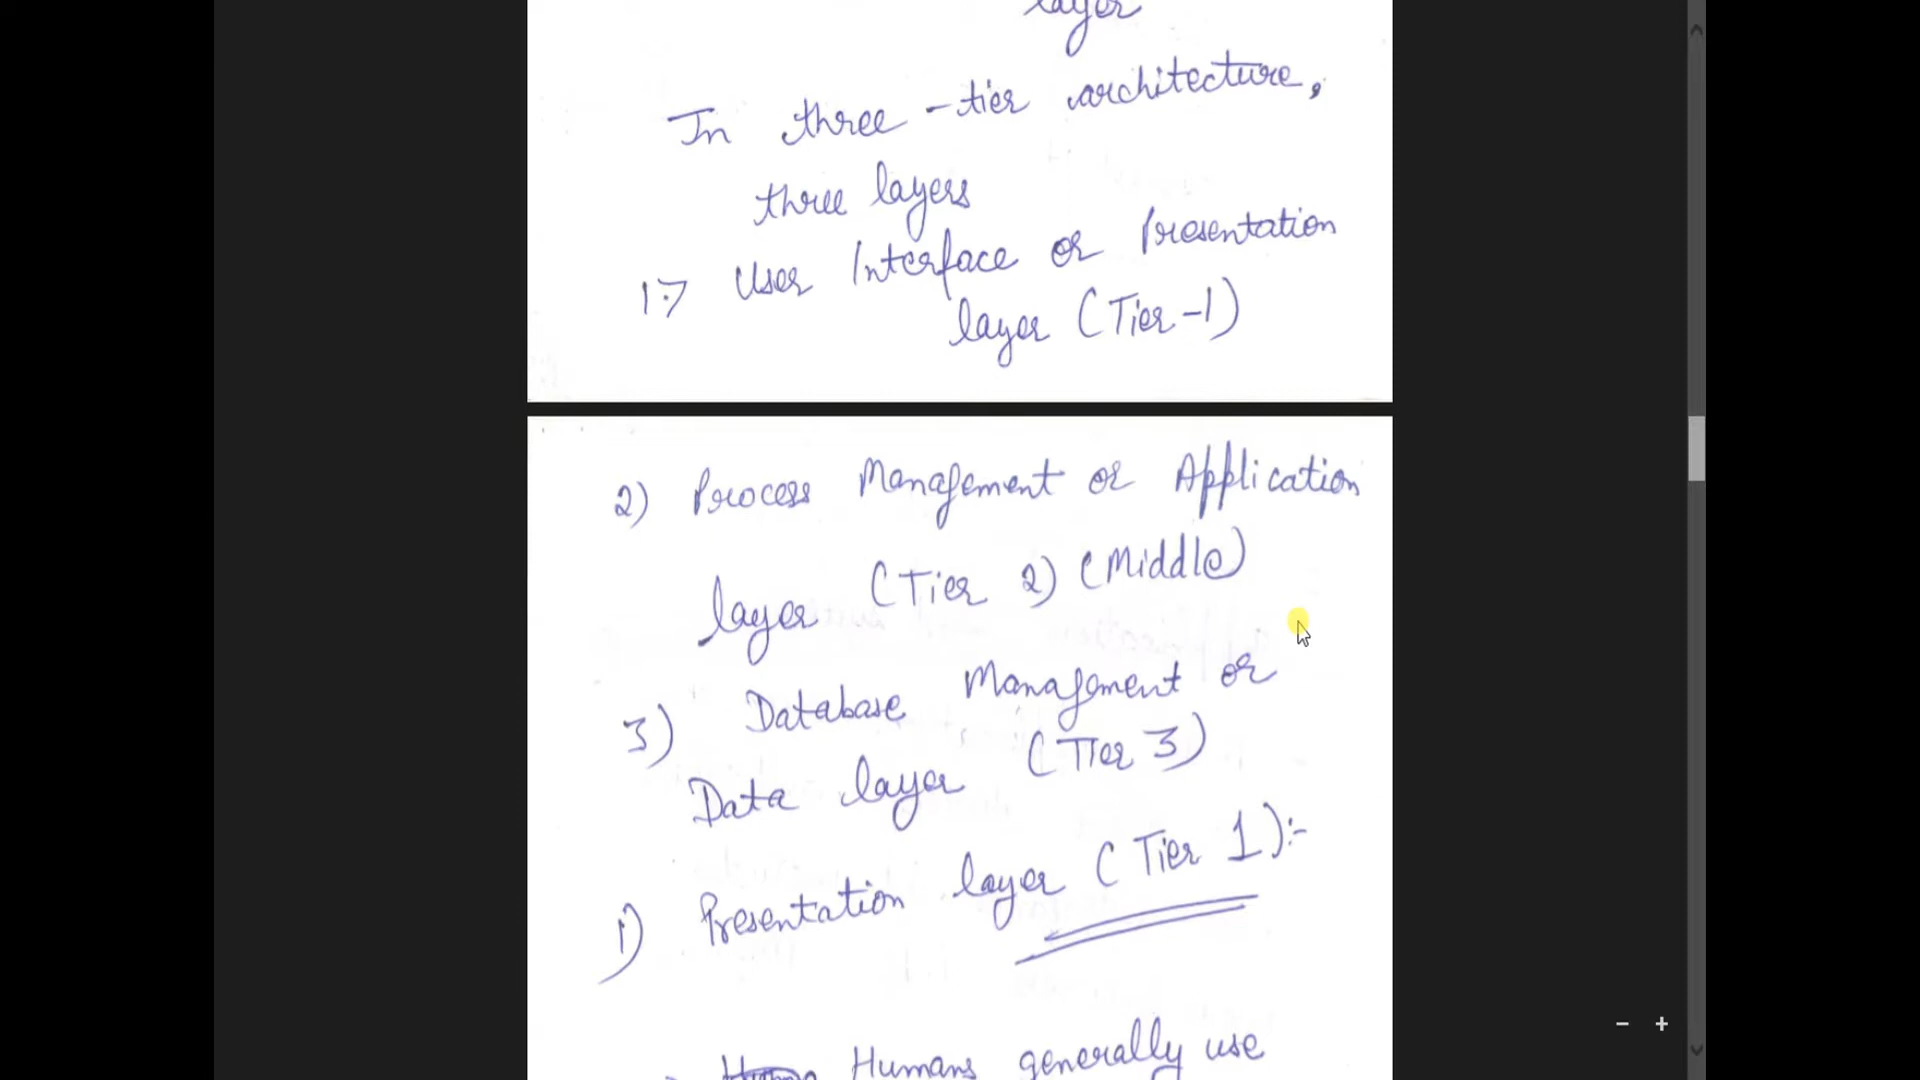 layer
In three-tier architecture,
three layers
1.> User Interface or Presentation
layer (Tier-1)
2) Process Management or Application
layer (Tier 2) (Middle)
3) Database Management or
Data layer (Tier 3)
1) Presentation layer (Tier 1):-
Humans generally use